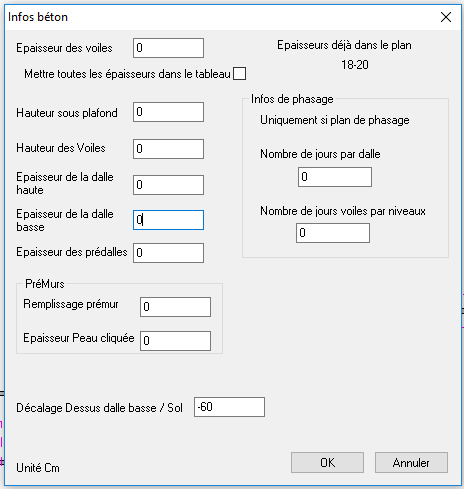 Infos béton
Epaisseur des voiles 0
Epaisseurs déjà dans le plan
18-20
Mettre toutes les épaisseurs dans le tableau
Hauteur sous plafond 0
Hauteur des Voiles 0
Epaisseur de la dalle
haute
0
Epaisseur de la dalle
basse
0
Epaisseur des prédalles 0
Infos de phasage
Uniquement si plan de phasage
Nombre de jours par dalle
0
Nombre de jours voiles par niveaux
0
PréMurs
Remplissage prémur 0
Epaisseur Peau cliquée 0
Décalage Dessus dalle basse / Sol -60
Unité Cm
OK
Annuler